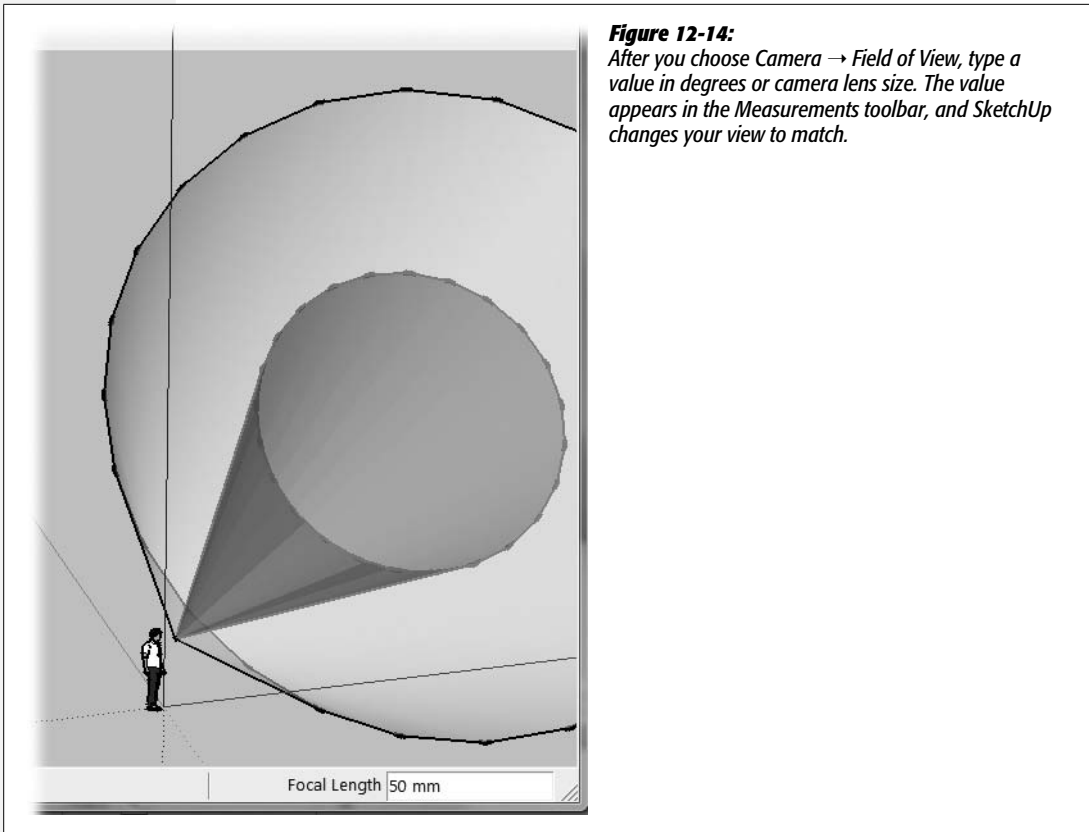 Figure 12-14:
After you choose Camera → Field of View, type a
value in degrees or camera lens size. The value
appears in the Measurements toolbar, and SketchUp
changes your view to match.
Focal Length 50 mm